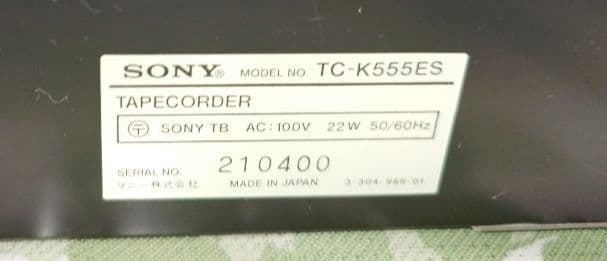 SONY® MODEL NO. TC-K555ES
TAPECORDER
〒 SONY TB AC:100V 22W 50/60Hz
SERIAL NO. 210400
ソニー株式会社 MADE IN JAPAN 3-304-966-01